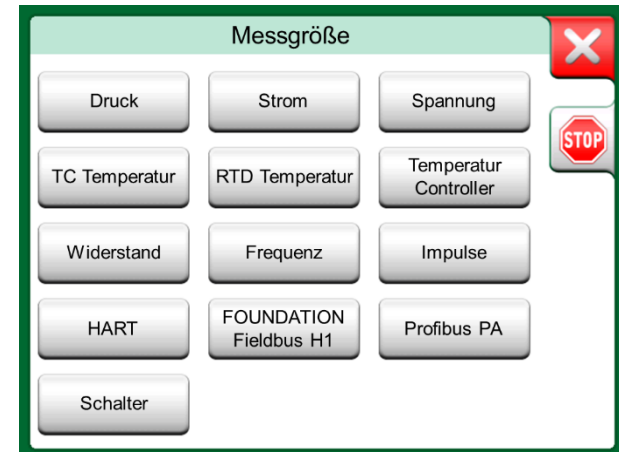 Messgröße
Druck
Strom
Spannung
STOP
TC Temperatur
RTD Temperatur
Temperatur
Controller
Widerstand
Frequenz
Impulse
HART
FOUNDATION
Fieldbus H1
Profibus PA
Schalter